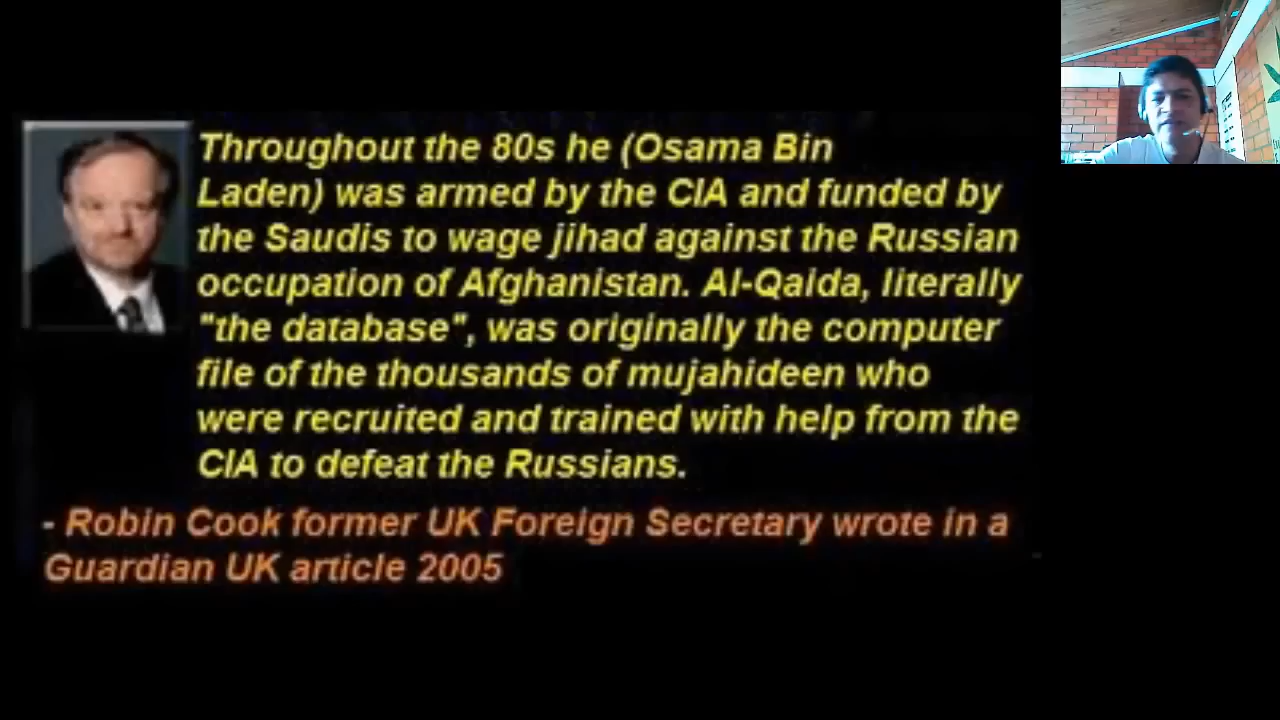 Throughout the 80s he (Osama Bin
Laden) was armed by the CIA and funded by
the Saudis to wage jihad against the Russian
occupation of Afghanistan. Al-Qaida, literally
"the database", was originally the computer
file of the thousands of mujahideen who
were recruited and trained with help from the
CIA to defeat the Russians.
- Robin Cook former UK Foreign Secretary wrote in a
Guardian UK article 2005